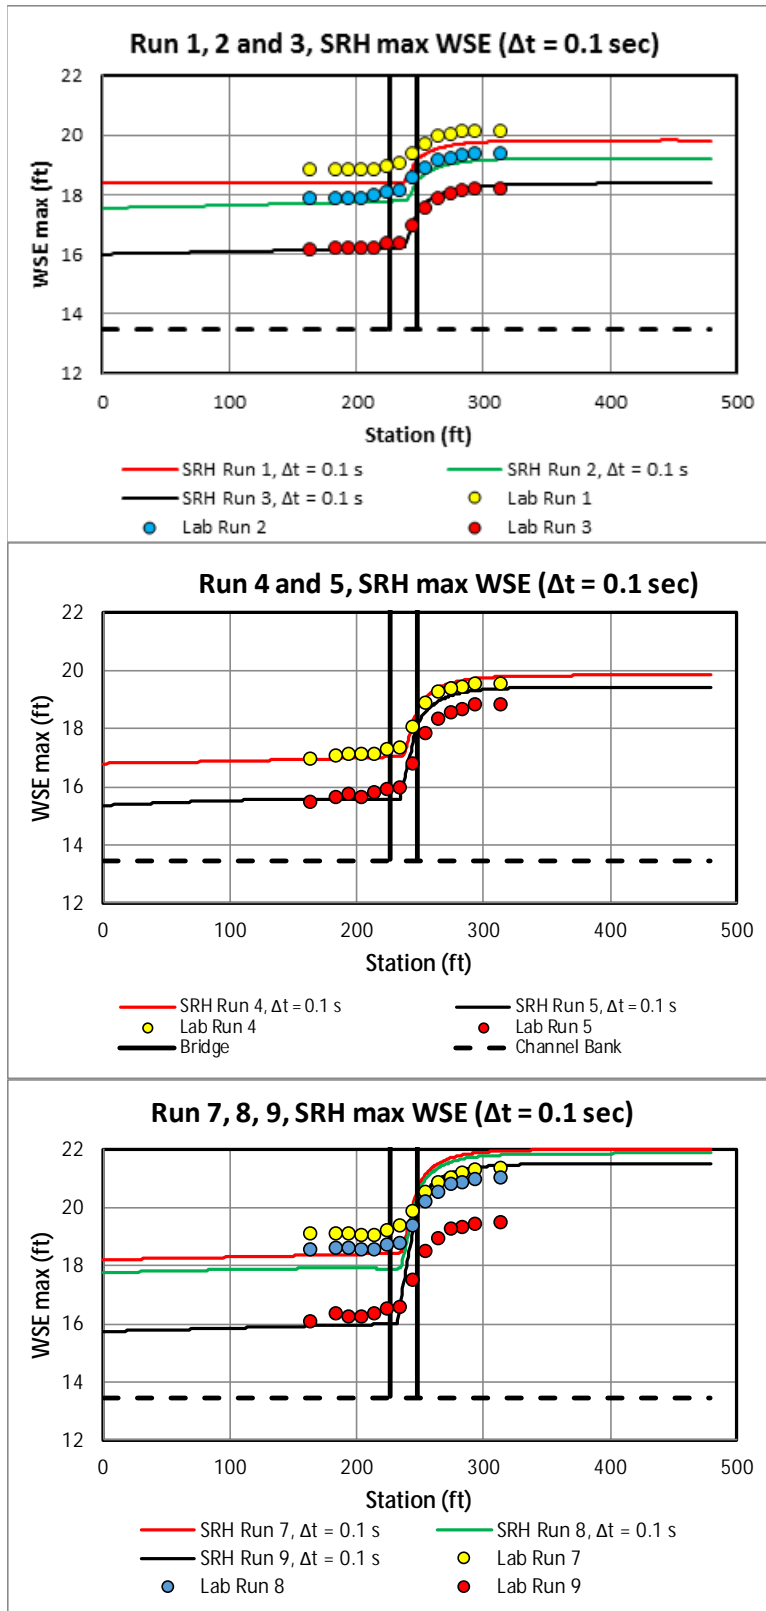 Run 1, 2 and 3, SRH max WSE (Δt = 0.1 sec)
22
20
18
16
14
12
WSE max (ft)
0 100 200 300 400 500
Station (ft)
SRH Run 1, Δt = 0.1 s SRH Run 2, Δt = 0.1 s
SRH Run 3, Δt = 0.1 s Lab Run 1
Lab Run 2 Lab Run 3
Run 4 and 5, SRH max WSE (Δt = 0.1 sec)
22
20
18
16
14
12
WSE max (ft)
0 100 200 300 400 500
Station (ft)
SRH Run 4, Δt = 0.1 s SRH Run 5, Δt = 0.1 s
Lab Run 4 Lab Run 5
Bridge Channel Bank
Run 7, 8, 9, SRH max WSE (Δt = 0.1 sec)
22
20
18
16
14
12
WSE max (ft)
0 100 200 300 400 500
Station (ft)
SRH Run 7, Δt = 0.1 s SRH Run 8, Δt = 0.1 s
SRH Run 9, Δt = 0.1 s Lab Run 7
Lab Run 8 Lab Run 9